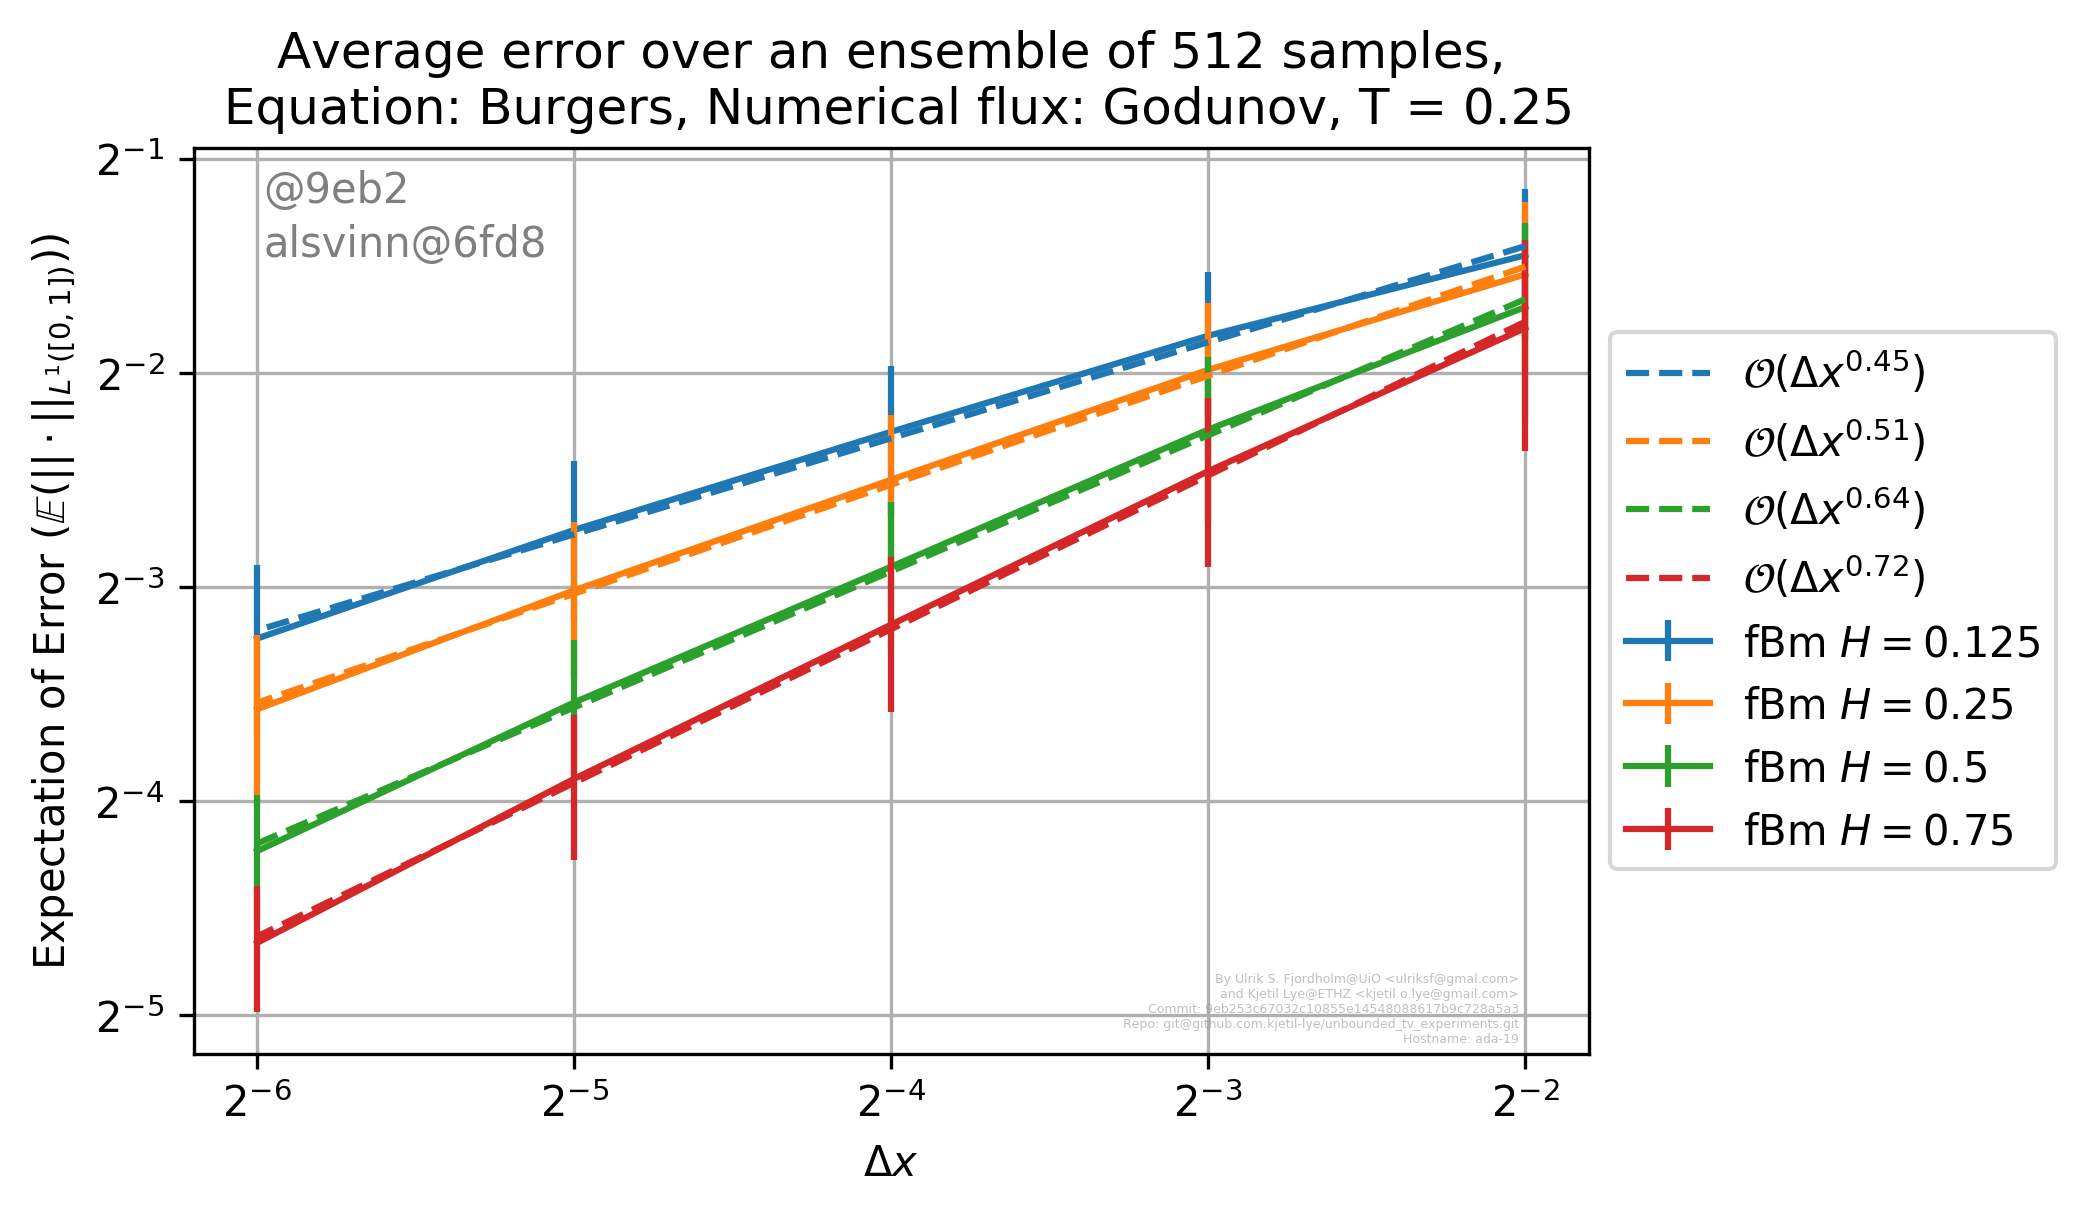 Average error over an ensemble of 512 samples,
Equation: Burgers, Numerical flux: Godunov, T = 0.25
@9eb2
alsvinn@6fd8
2⁻¹
2⁻²
2⁻³
2⁻⁴
2⁻⁵
Expectation of Error (𝔼(||·||_{L¹([0,1])}))
2⁻⁶
2⁻⁵
2⁻⁴
2⁻³
2⁻²
Δx
𝒪(Δx^{0.45})
𝒪(Δx^{0.51})
𝒪(Δx^{0.64})
𝒪(Δx^{0.72})
fBm H = 0.125
fBm H = 0.25
fBm H = 0.5
fBm H = 0.75
By Ulrik S. Fjordholm@UiO <ulriksf@gmal.com>
and Kjetil Lye@ETHZ <kjetil.o.lye@gmail.com>
Commit: 9eb253c67032c10855e14548088617b9c728a5a3
Repo: git@github.com:kjetil-lye/unbounded_tv_experiments.git
Hostname: ada-19